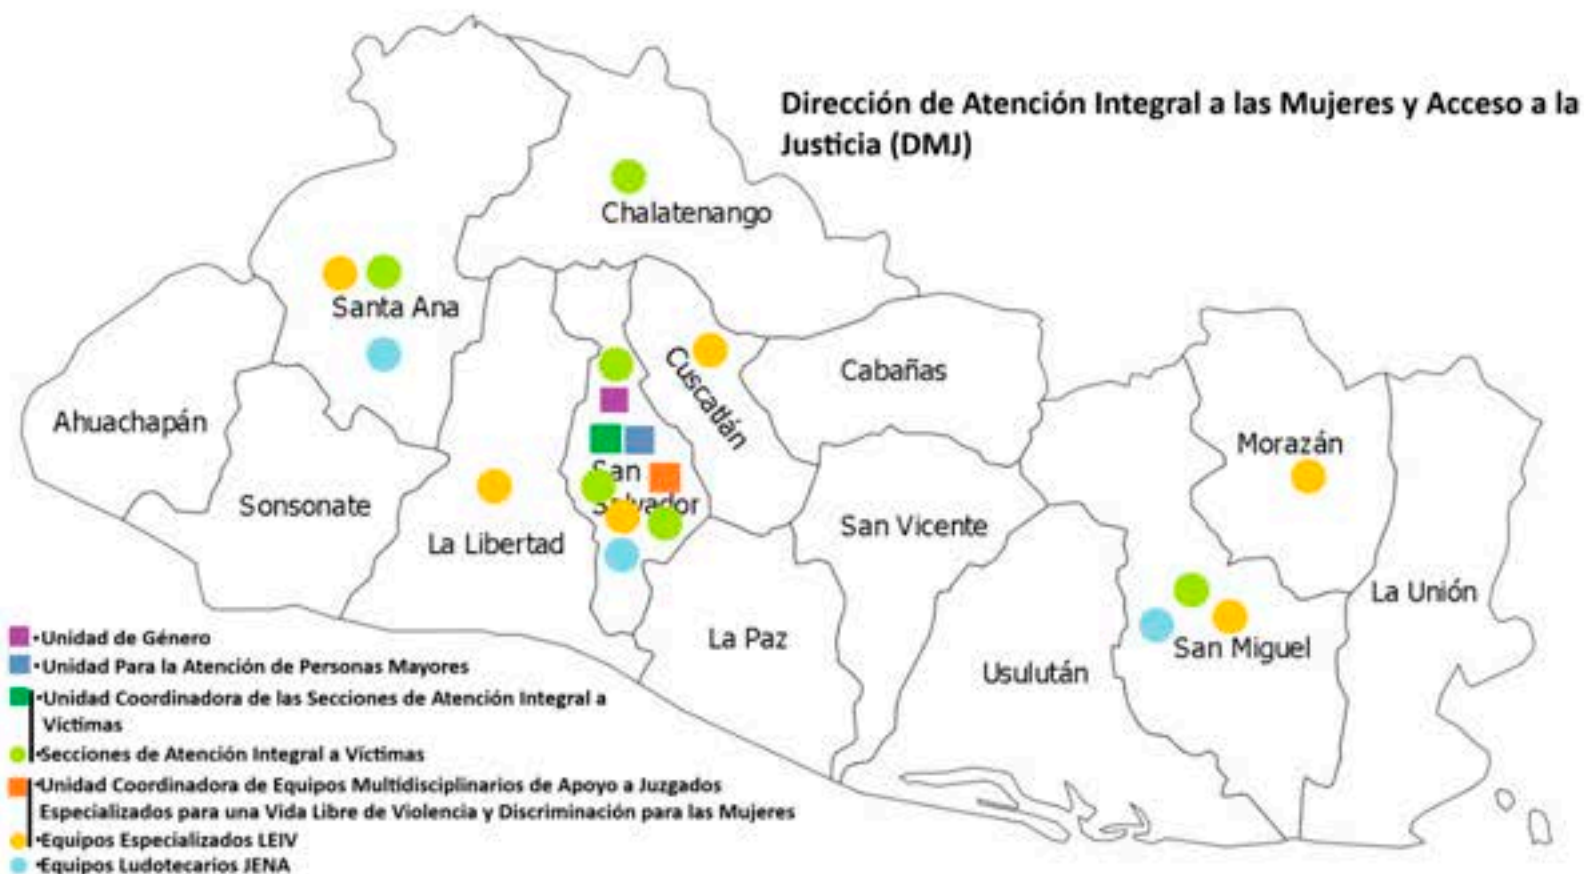 Dirección de Atención Integral a las Mujeres y Acceso a la
Justicia (DMJ)
Chalatenango
Santa Ana
Cuscatlán
Cabañas
Ahuachapán
Morazán
San
Salvador
Sonsonate
San Vicente
La Libertad
La Unión
La Paz
San Miguel
Usulután
•Unidad de Género
•Unidad Para la Atención de Personas Mayores
•Unidad Coordinadora de las Secciones de Atención Integral a
Víctimas
•Secciones de Atención Integral a Víctimas
•Unidad Coordinadora de Equipos Multidisciplinarios de Apoyo a Juzgados
Especializados para una Vida Libre de Violencia y Discriminación para las Mujeres
•Equipos Especializados LEIV
•Equipos Ludotecarios JENA